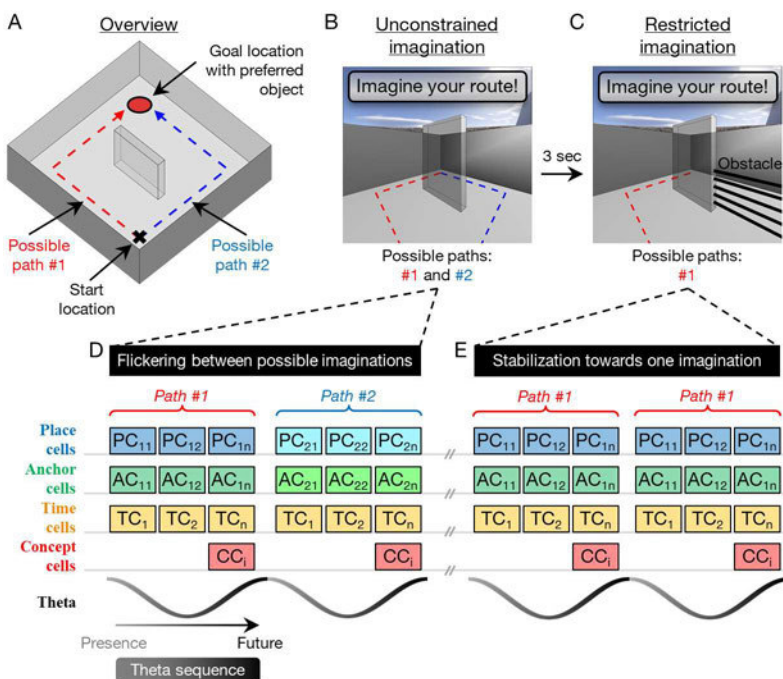 A
Overview
Goal location
with preferred
object
Possible
path #1
Start
location
Possible
path #2
B
Unconstrained
imagination
Imagine your route!
Possible paths:
#1 and #2
3 sec
C
Restricted
imagination
Imagine your route!
Obstacle
Possible paths:
#1
D
Flickering between possible imaginations
E
Stabilization towards one imagination
Path #1 Path #2 Path #1 Path #1
Place
cells
PC11 PC12 PC1n PC21 PC22 PC2n PC11 PC12 PC1n PC11 PC12 PC1n
Anchor
cells
AC11 AC12 AC1n AC21 AC22 AC2n AC11 AC12 AC1n AC11 AC12 AC1n
Time
cells
TC1 TC2 TCn TC1 TC2 TCn TC1 TC2 TCn TC1 TC2 TCn
Concept
cells
CCi CCi CCi CCi
Theta
Presence Future
Theta sequence